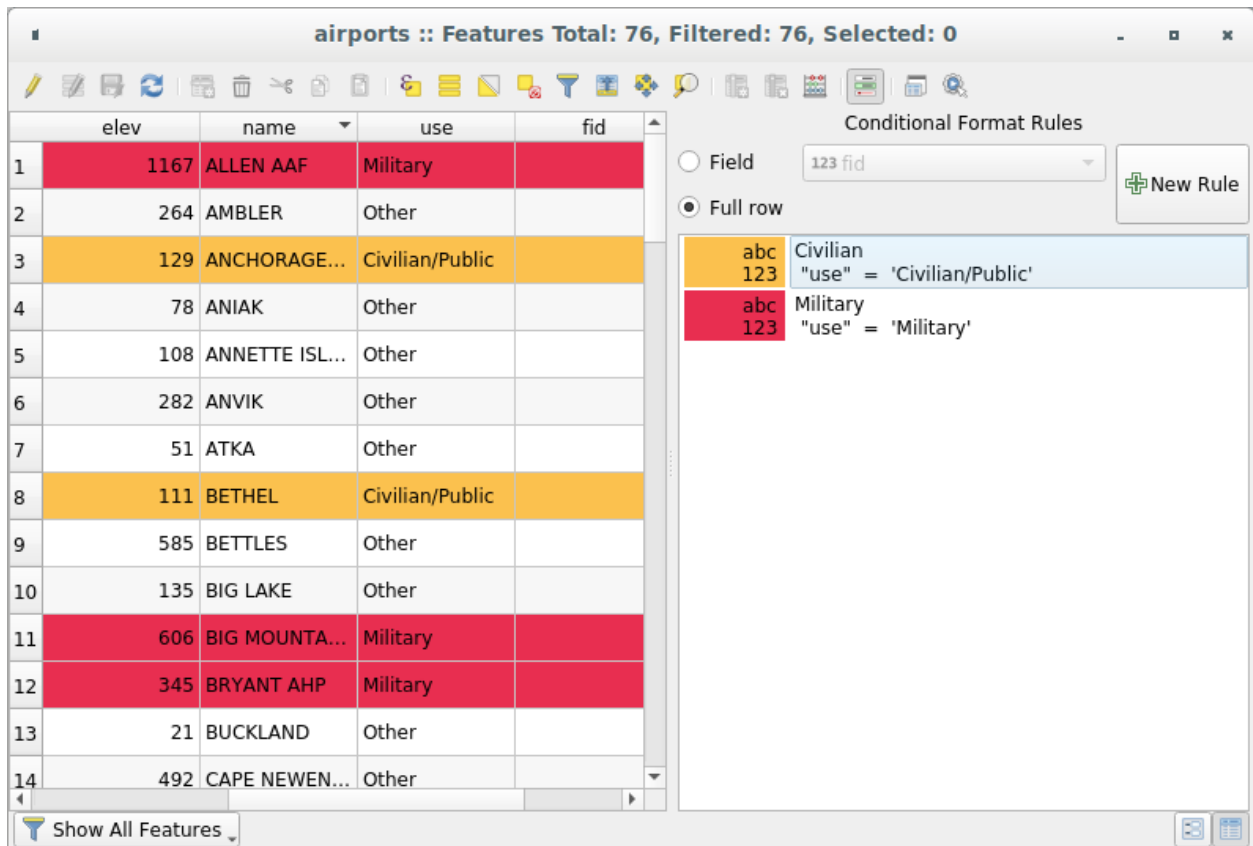 airports :: Features Total: 76, Filtered: 76, Selected: 0
elev name use fid
1 1167 ALLEN AAF Military
2 264 AMBLER Other
3 129 ANCHORAGE... Civilian/Public
4 78 ANIAK Other
5 108 ANNETTE ISL... Other
6 282 ANVIK Other
7 51 ATKA Other
8 111 BETHEL Civilian/Public
9 585 BETTLES Other
10 135 BIG LAKE Other
11 606 BIG MOUNTA... Military
12 345 BRYANT AHP Military
13 21 BUCKLAND Other
14 492 CAPE NEWEN... Other
Show All Features
Conditional Format Rules
Field 123 fid
Full row
New Rule
abc Civilian
123 "use" = 'Civilian/Public'
abc Military
123 "use" = 'Military'